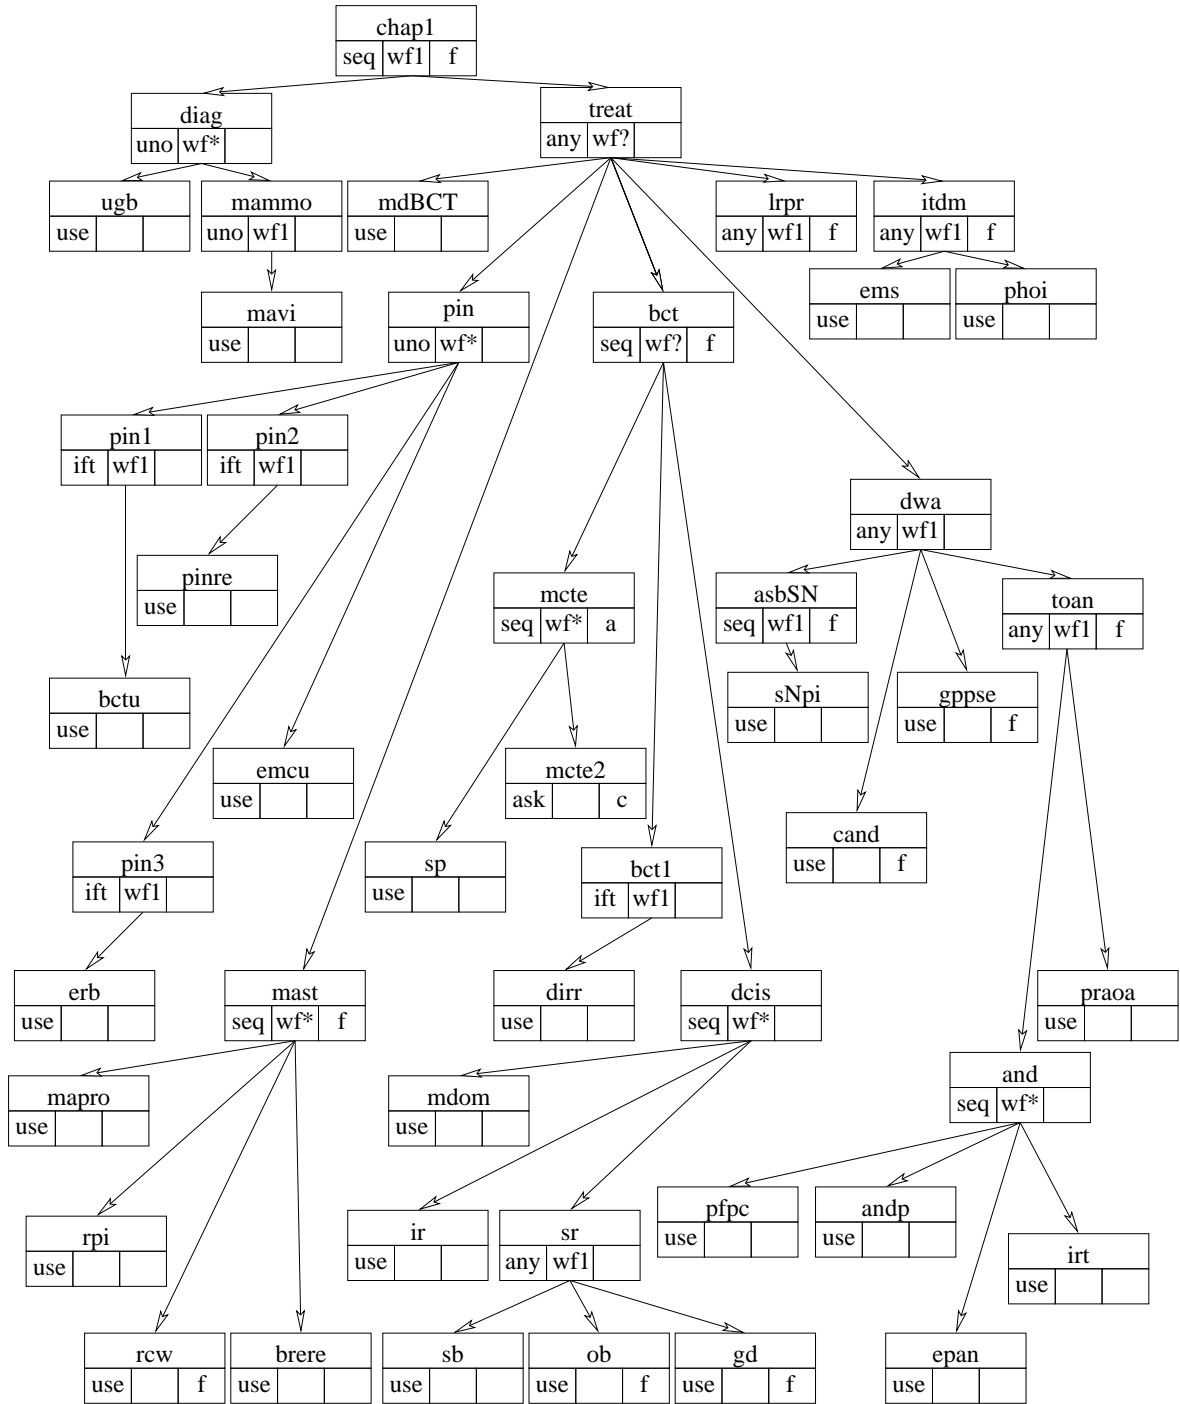 chap1
seq wf1 f
diag
uno wf*
treat
any wf?
ugb
use
mammo
uno wf1
mdBCT
use
lrpr
any wf1 f
itdm
any wf1 f
mavi
use
pin
uno wf*
bct
seq wf? f
ems
use
phoi
use
pin1
ift wf1
pin2
ift wf1
dwa
any wf1
pinre
use
mcte
seq wf* a
asbSN
seq wf1 f
toan
any wf1 f
bctu
use
sNpi
use
gppse
use f
emcu
use
mcte2
ask c
cand
use f
pin3
ift wf1
sp
use
bct1
ift wf1
erb
use
mast
seq wf* f
dirr
use
dcis
seq wf*
praoa
use
mapro
use
mdom
use
and
seq wf*
rpi
use
ir
use
sr
any wf1
pfpc
use
andp
use
irt
use
rcw
use f
brere
use
sb
use
ob
use f
gd
use f
epan
use